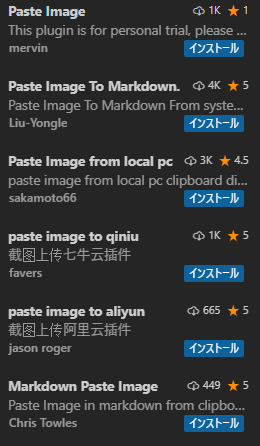 Paste Image 1K ★ 1
This plugin is for personal trial, please ...
mervin インストール
Paste Image To Markdown. 4K ★ 5
Paste Image To Markdown From syste...
Liu-Yongle インストール
Paste Image from local pc 3K ★ 4.5
paste image from local pc clipboard di...
sakamoto66 インストール
paste image to qiniu 1K ★ 5
截图上传七牛云插件
favers インストール
paste image to aliyun 665 ★ 5
截图上传阿里云插件
jason roger インストール
Markdown Paste Image 449 ★ 5
Paste Image in markdown from clipbo...
Chris Towles インストール